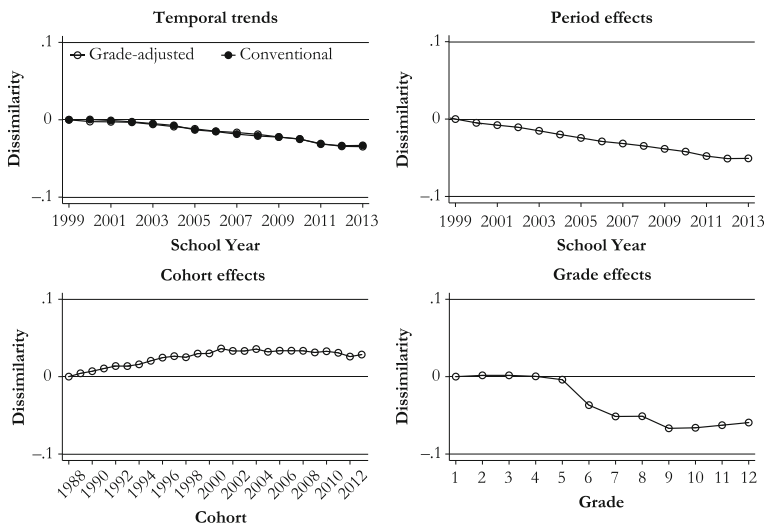 Temporal trends
.1
Grade-adjusted Conventional
0
–.1
Dissimilarity
1999 2001 2003 2005 2007 2009 2011 2013
School Year
Period effects
.1
0
–.1
Dissimilarity
1999 2001 2003 2005 2007 2009 2011 2013
School Year
Cohort effects
.1
0
–.1
Dissimilarity
1988 1990 1992 1994 1996 1998 2000 2002 2004 2006 2008 2010 2012
Cohort
Grade effects
.1
0
–.1
Dissimilarity
1 2 3 4 5 6 7 8 9 10 11 12
Grade